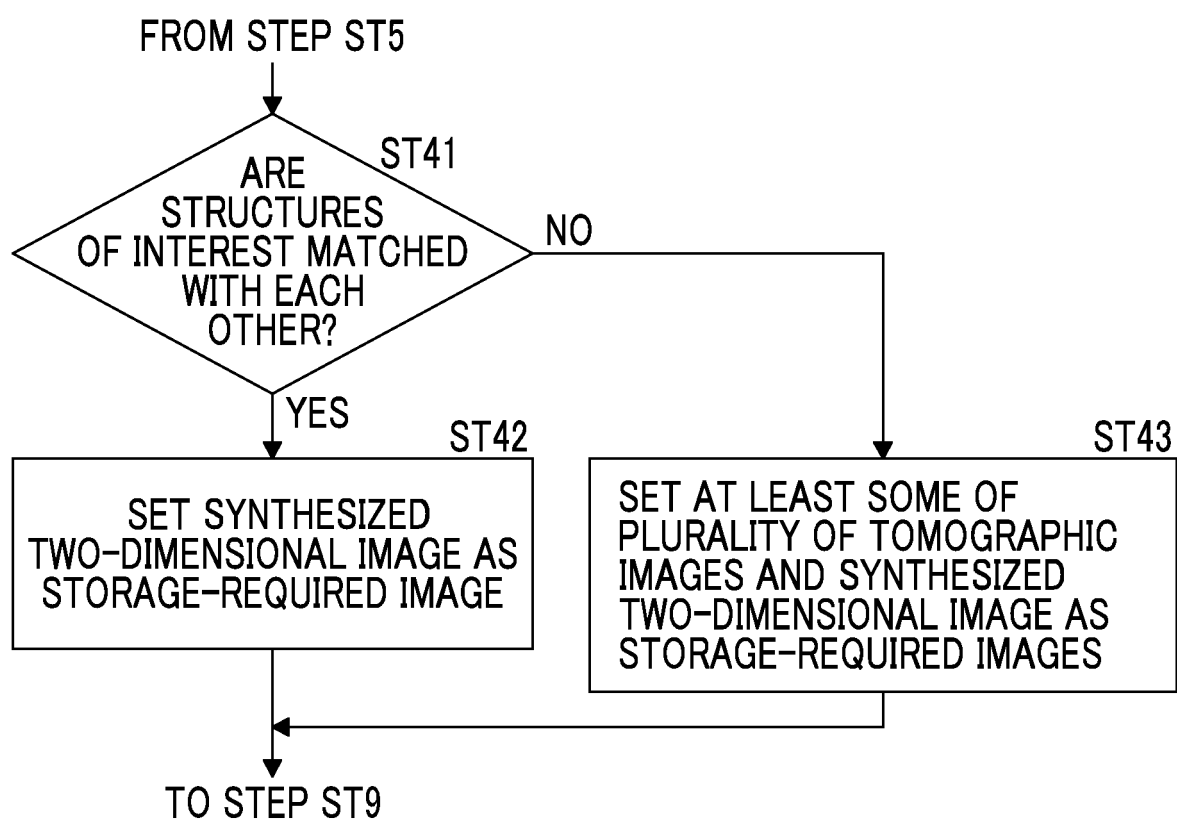 FROM STEP ST5
ST41
ARE
STRUCTURES
OF INTEREST MATCHED
WITH EACH
OTHER?
NO
YES
ST42
SET SYNTHESIZED
TWO-DIMENSIONAL IMAGE AS
STORAGE-REQUIRED IMAGE
ST43
SET AT LEAST SOME OF
PLURALITY OF TOMOGRAPHIC
IMAGES AND SYNTHESIZED
TWO-DIMENSIONAL IMAGE AS
STORAGE-REQUIRED IMAGES
TO STEP ST9